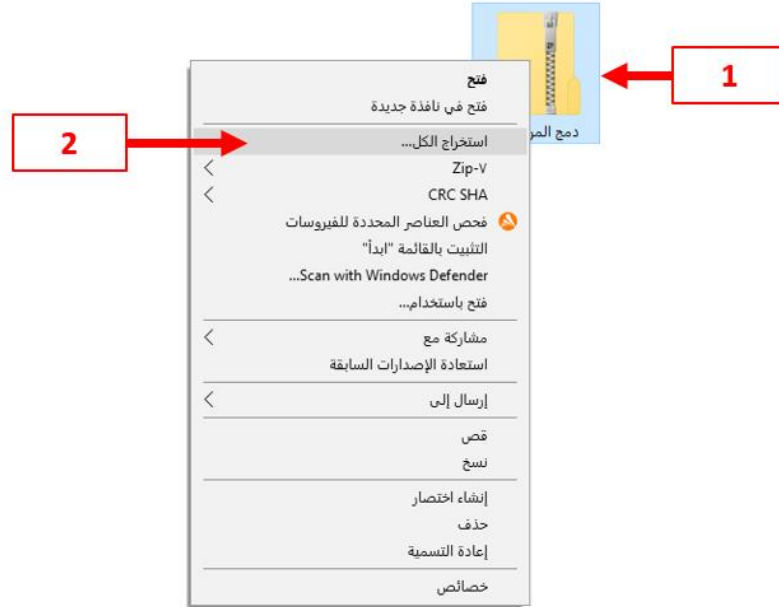 1
دمج المر
فتح
فتح في نافذة جديدة
2
استخراج الكل...
Zip-٧
CRC SHA
فحص العناصر المحددة للفيروسات
التثبيت بالقائمة "ابدأ"
...Scan with Windows Defender
فتح باستخدام...
مشاركة مع
استعادة الإصدارات السابقة
إرسال إلى
قص
نسخ
إنشاء اختصار
حذف
إعادة التسمية
خصائص